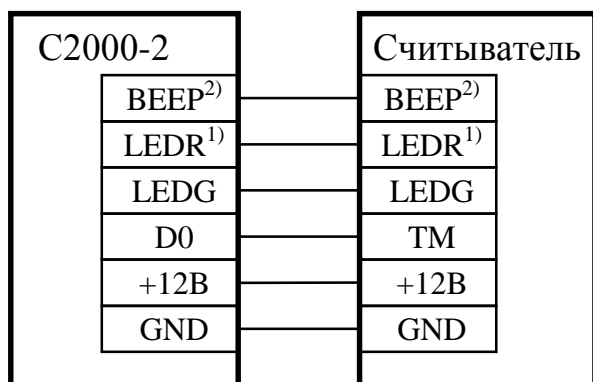 С2000-2 Считыватель
BEEP2) BEEP2)
LEDR1) LEDR1)
LEDG LEDG
D0 TM
+12В +12В
GND GND